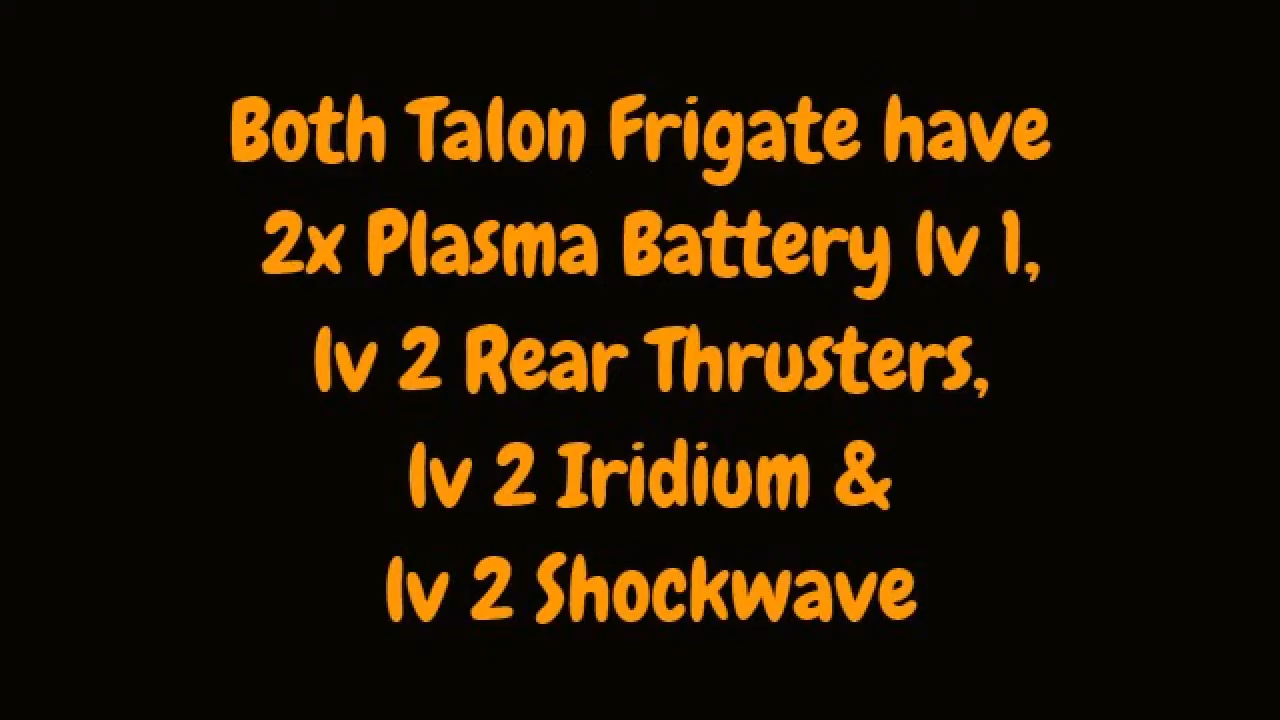 Both Talon Frigate have
2x Plasma Battery lv 1,
lv 2 Rear Thrusters,
lv 2 Iridium &
lv 2 Shockwave